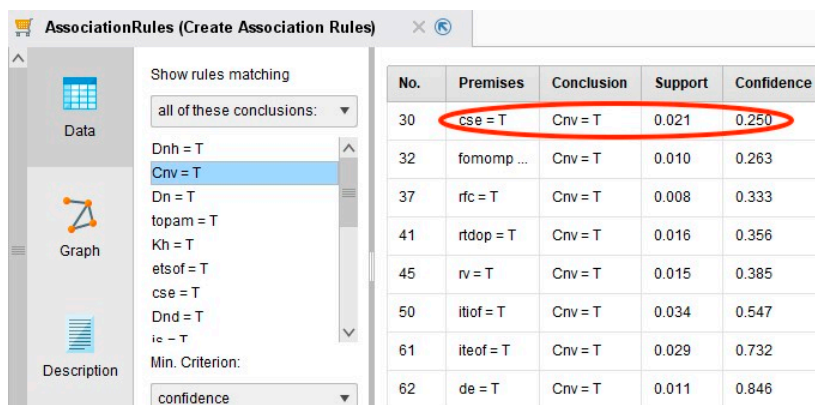 AssociationRules (Create Association Rules)
Data
Graph
Description
Show rules matching
all of these conclusions:
Dnh = T
Cnv = T
Dn = T
topam = T
Kh = T
etsof = T
cse = T
Dnd = T
is = T
Min. Criterion:
confidence
No. Premises Conclusion Support Confidence
30 cse = T Cnv = T 0.021 0.250
32 fomomp ... Cnv = T 0.010 0.263
37 rfc = T Cnv = T 0.008 0.333
41 rtdop = T Cnv = T 0.016 0.356
45 rv = T Cnv = T 0.015 0.385
50 itiof = T Cnv = T 0.034 0.547
61 iteof = T Cnv = T 0.029 0.732
62 de = T Cnv = T 0.011 0.846